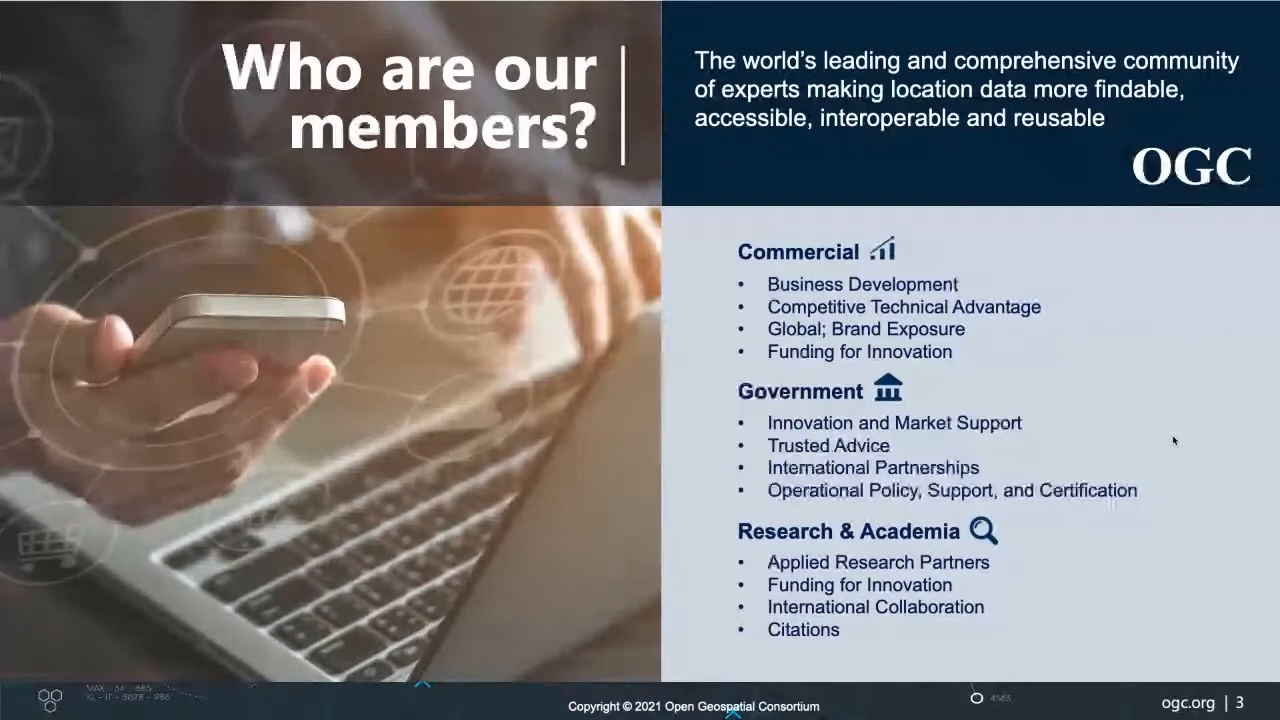 Who are our
members?
The world's leading and comprehensive community
of experts making location data more findable,
accessible, interoperable and reusable
OGC
Commercial
• Business Development
• Competitive Technical Advantage
• Global; Brand Exposure
• Funding for Innovation
Government
• Innovation and Market Support
• Trusted Advice
• International Partnerships
• Operational Policy, Support, and Certification
Research & Academia
• Applied Research Partners
• Funding for Innovation
• International Collaboration
• Citations
Copyright © 2021 Open Geospatial Consortium
ogc.org | 3